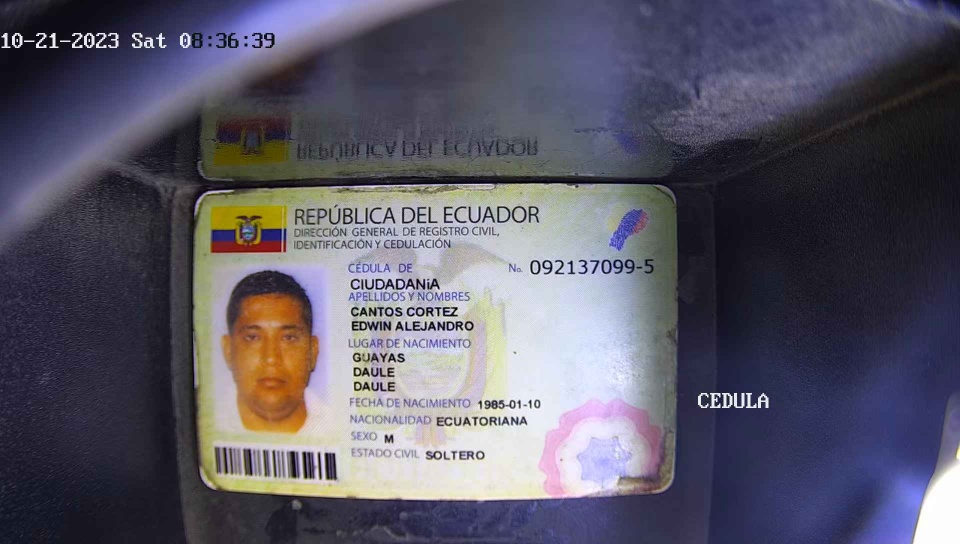 10-21-2023 Sat 08:36:39
REPÚBLICA DEL ECUADOR
REPÚBLICA DEL ECUADOR
DIRECCIÓN GENERAL DE REGISTRO CIVIL,
IDENTIFICACIÓN Y CEDULACIÓN
CÉDULA DE No. 092137099-5
CIUDADANíA
APELLIDOS Y NOMBRES
CANTOS CORTEZ
EDWIN ALEJANDRO
LUGAR DE NACIMIENTO
GUAYAS
DAULE
DAULE
FECHA DE NACIMIENTO 1985-01-10
CEDULA
NACIONALIDAD ECUATORIANA
SEXO M
ESTADO CIVIL SOLTERO